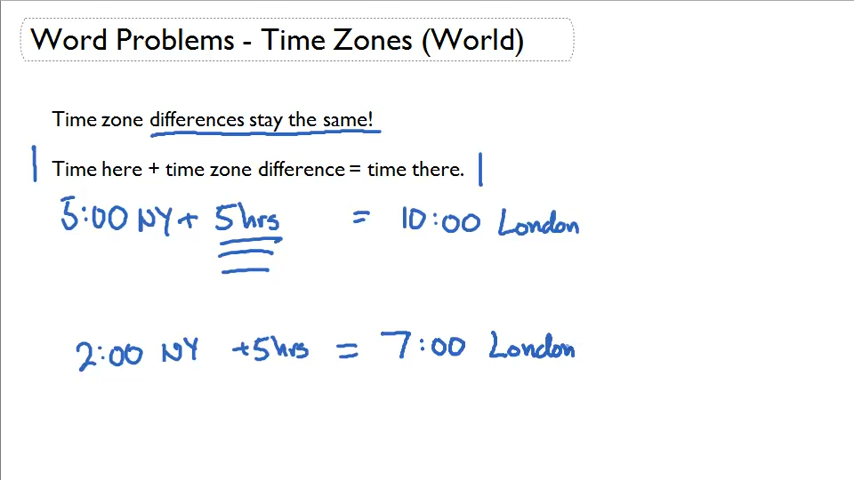 Word Problems - Time Zones (World)
Time zone differences stay the same!
Time here + time zone difference = time there.
5:00 NY + 5hrs = 10:00 London
2:00 NY +5hrs = 7:00 London